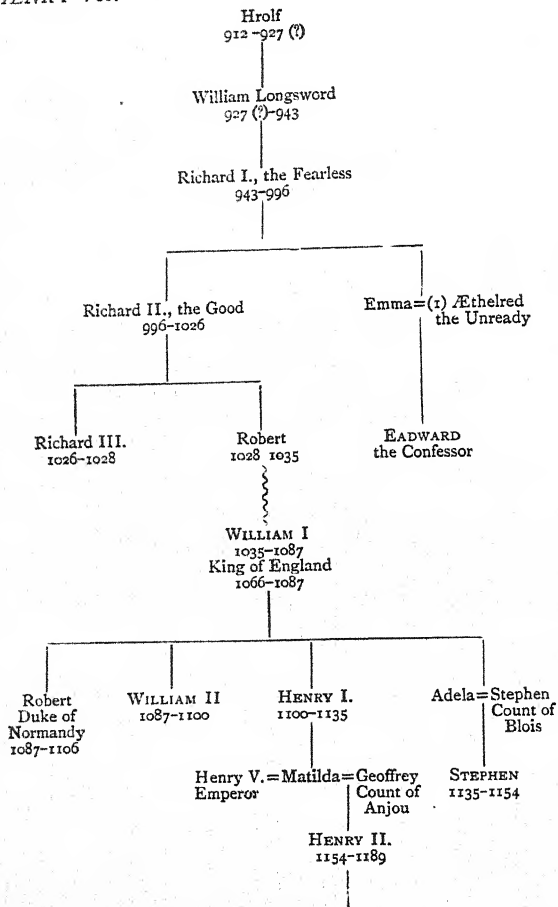 Hrolf
912-927 (?)
William Longsword
927 (?)-943
Richard I., the Fearless
943-996
Richard II., the Good
996-1026
Emma=(1) Æthelred
the Unready
Richard III.
1026-1028
Robert
1028 1035
EADWARD
the Confessor
WILLIAM I
1035-1087
King of England
1066-1087
Robert
Duke of
Normandy
1087-1106
WILLIAM II
1087-1100
HENRY I.
1100-1135
Adela=Stephen
Count of
Blois
Henry V.=Matilda=Geoffrey
Emperor
Count of
Anjou
STEPHEN
1135-1154
HENRY II.
1154-1189